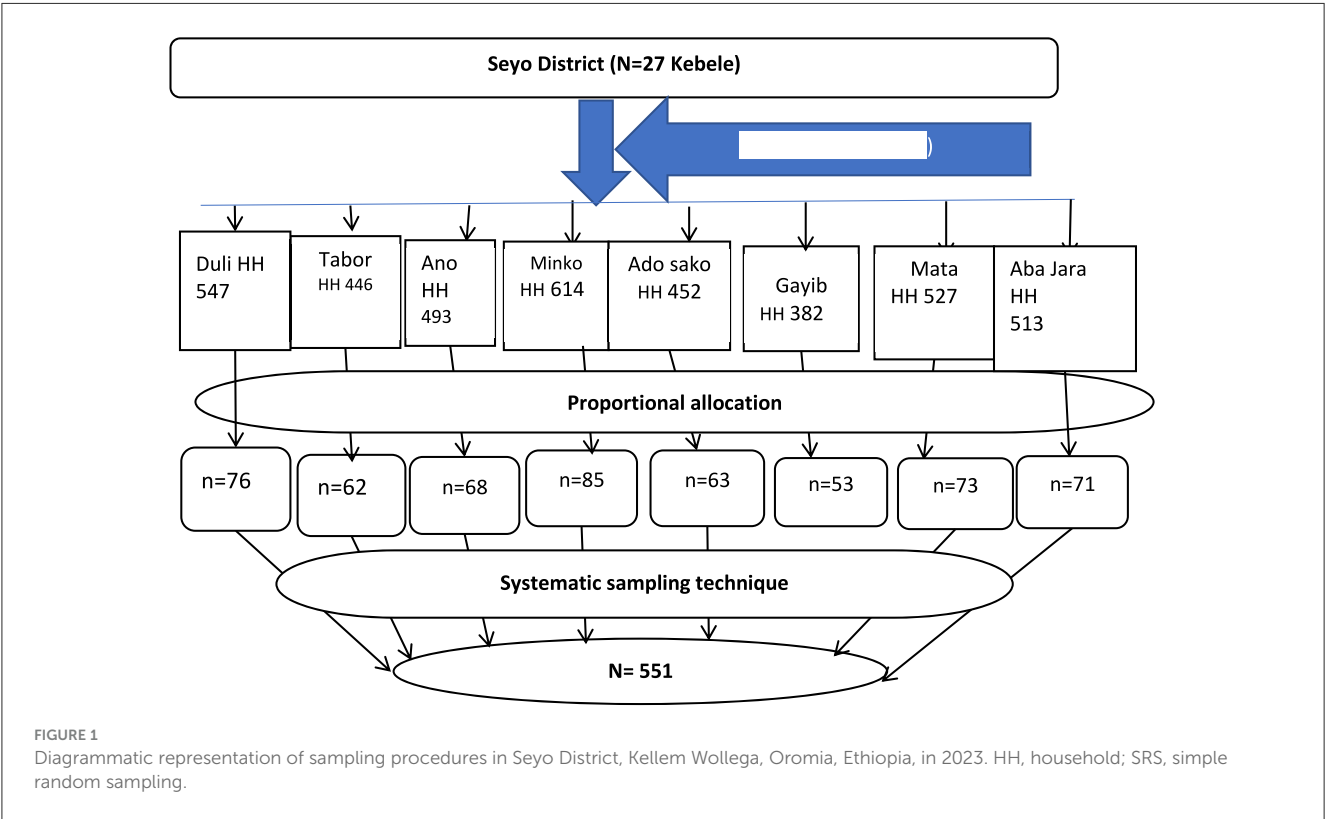 Seyo District (N=27 Kebele)
)
Duli HH
547
Tabor
HH 446
Ano
HH
493
Minko
HH 614
Ado sako
HH 452
Gayib
HH 382
Mata
HH 527
Aba Jara
HH
513
Proportional allocation
n=76
n=62
n=68
n=85
n=63
n=53
n=73
n=71
Systematic sampling technique
N= 551
FIGURE 1
Diagrammatic representation of sampling procedures in Seyo District, Kellem Wollega, Oromia, Ethiopia, in 2023. HH, household; SRS, simple
random sampling.